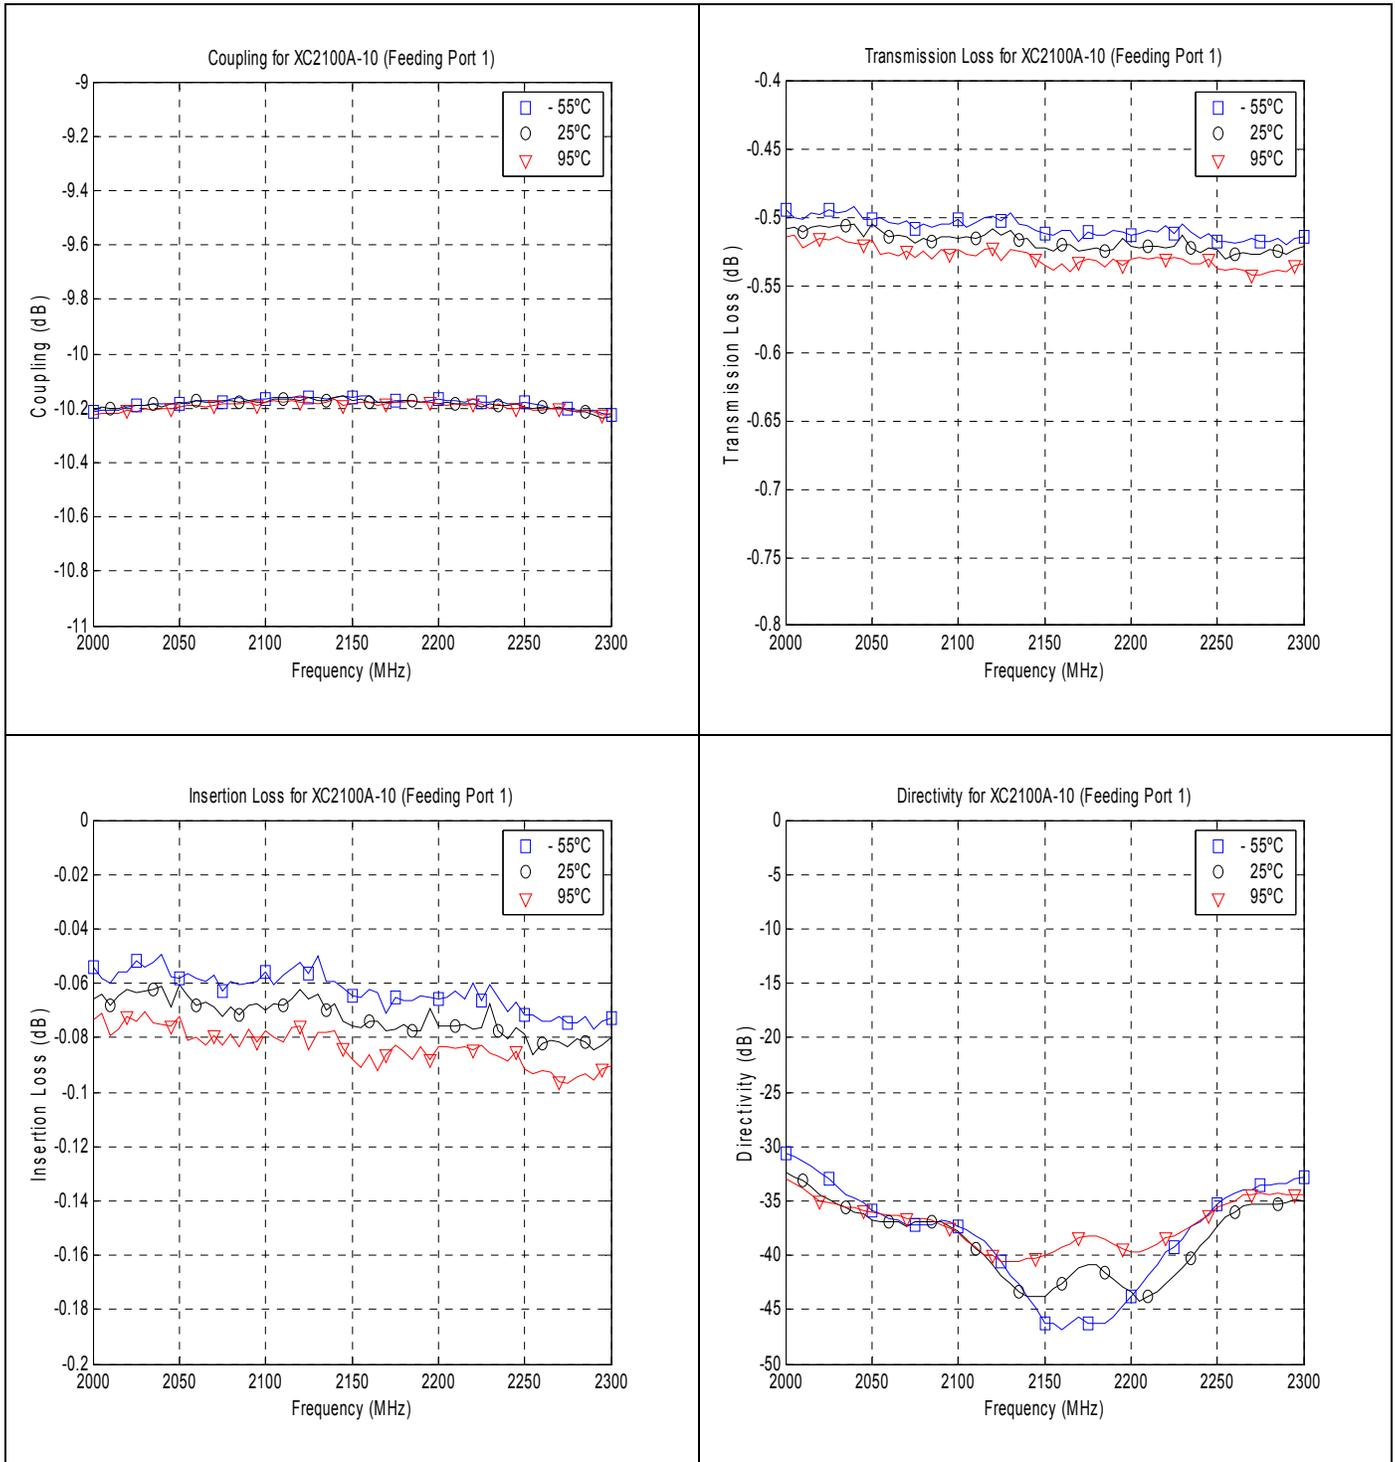 Coupling for XC2100A-10 (Feeding Port 1)
-9
-9.2
-9.4
-9.6
-9.8
-10
-10.2
-10.4
-10.6
-10.8
-11
Coupling (dB)
- 55ºC
25ºC
95ºC
2000 2050 2100 2150 2200 2250 2300
Frequency (MHz)
Transmission Loss for XC2100A-10 (Feeding Port 1)
-0.4
-0.45
-0.5
-0.55
-0.6
-0.65
-0.7
-0.75
-0.8
Transmission Loss (dB)
- 55ºC
25ºC
95ºC
2000 2050 2100 2150 2200 2250 2300
Frequency (MHz)
Insertion Loss for XC2100A-10 (Feeding Port 1)
0
-0.02
-0.04
-0.06
-0.08
-0.1
-0.12
-0.14
-0.16
-0.18
-0.2
Insertion Loss (dB)
- 55ºC
25ºC
95ºC
2000 2050 2100 2150 2200 2250 2300
Frequency (MHz)
Directivity for XC2100A-10 (Feeding Port 1)
0
-5
-10
-15
-20
-25
-30
-35
-40
-45
-50
Directivity (dB)
- 55ºC
25ºC
95ºC
2000 2050 2100 2150 2200 2250 2300
Frequency (MHz)